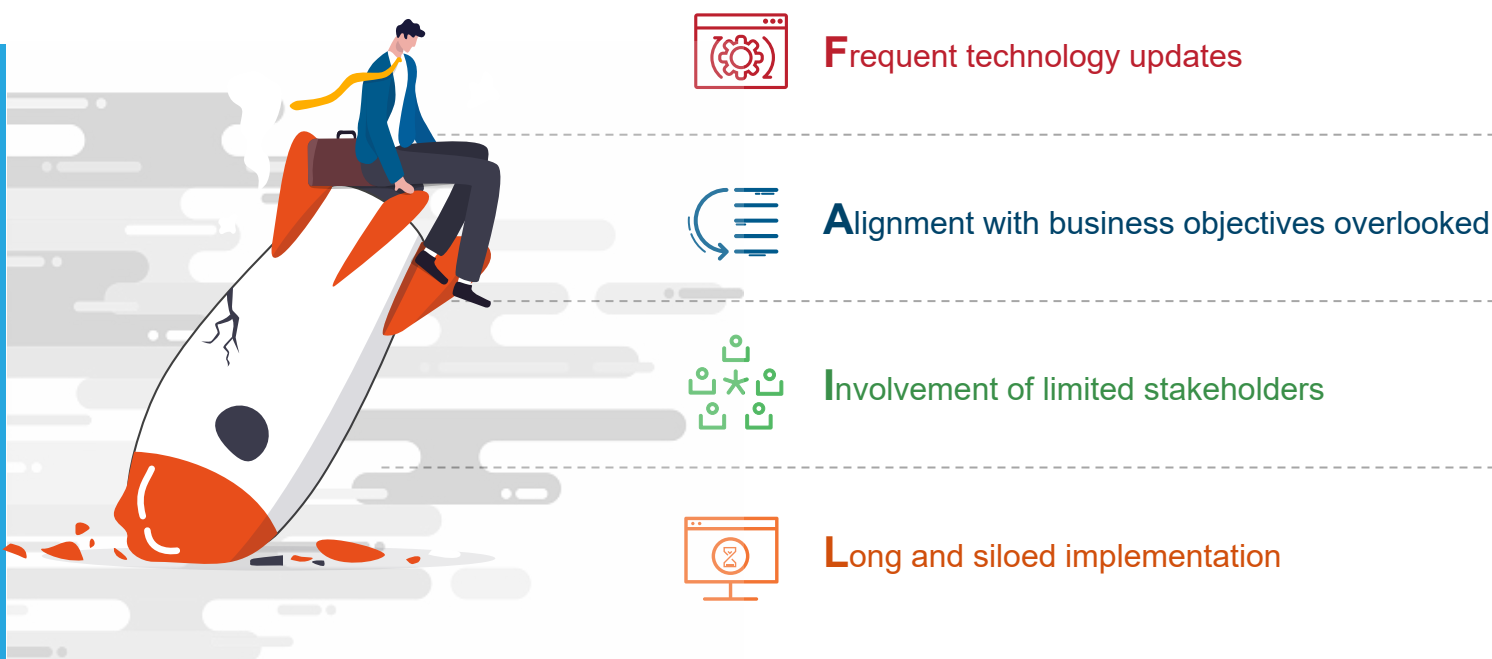 Frequent technology updates
Alignment with business objectives overlooked
Involvement of limited stakeholders
Long and siloed implementation